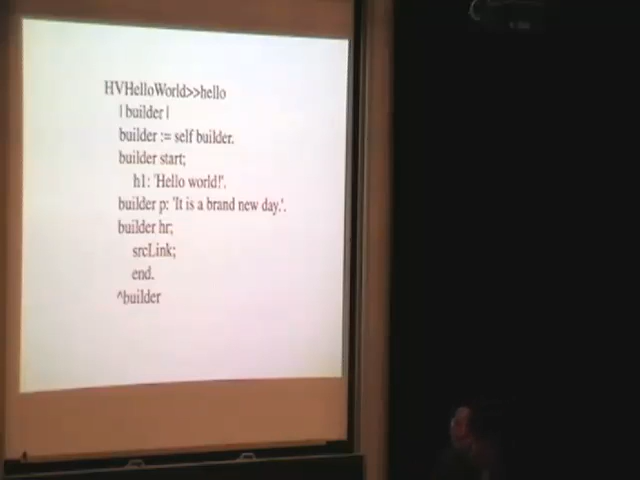 HVHelloWorld>>hello
| builder |
builder := self builder.
builder start;
h1: 'Hello world!'.
builder p: 'It is a brand new day.'.
builder hr;
srcLink;
end.
^builder